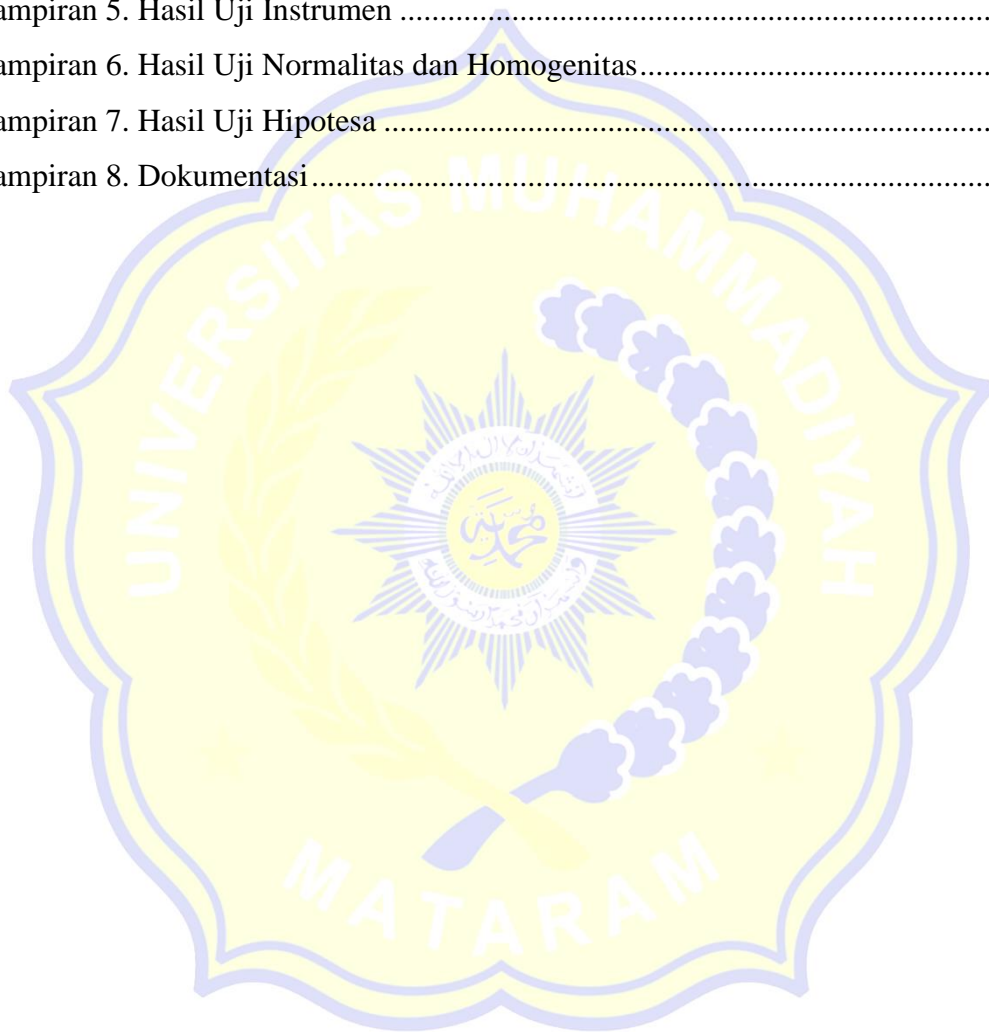 ampiran 5. Hasil Uji Instrumen ........................................................................................
ampiran 6. Hasil Uji Normalitas dan Homogenitas....................................................
ampiran 7. Hasil Uji Hipotesa ..........................................................................................
ampiran 8. Dokumentasi....................................................................................................
UNIVERSITAS MUHAMMADIYAH
MATARAM